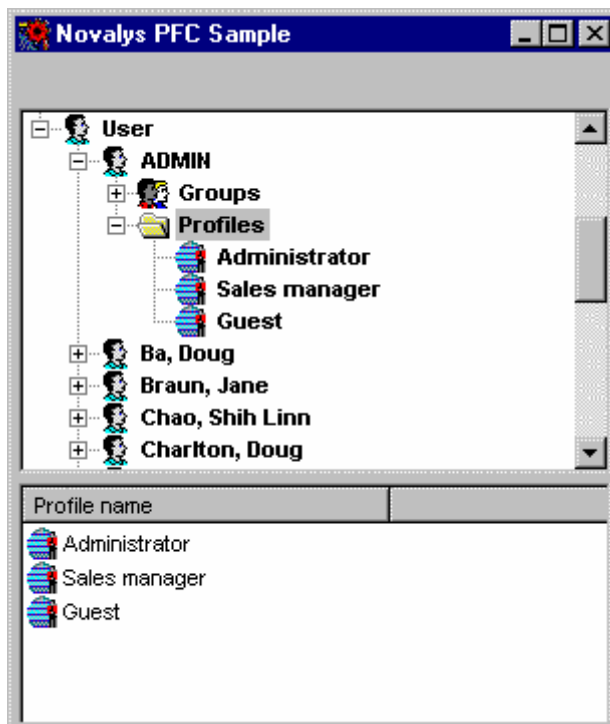 Novalys PFC Sample
User
ADMIN
Groups
Profiles
Administrator
Sales manager
Guest
Ba, Doug
Braun, Jane
Chao, Shih Linn
Charlton, Doug
Profile name
Administrator
Sales manager
Guest